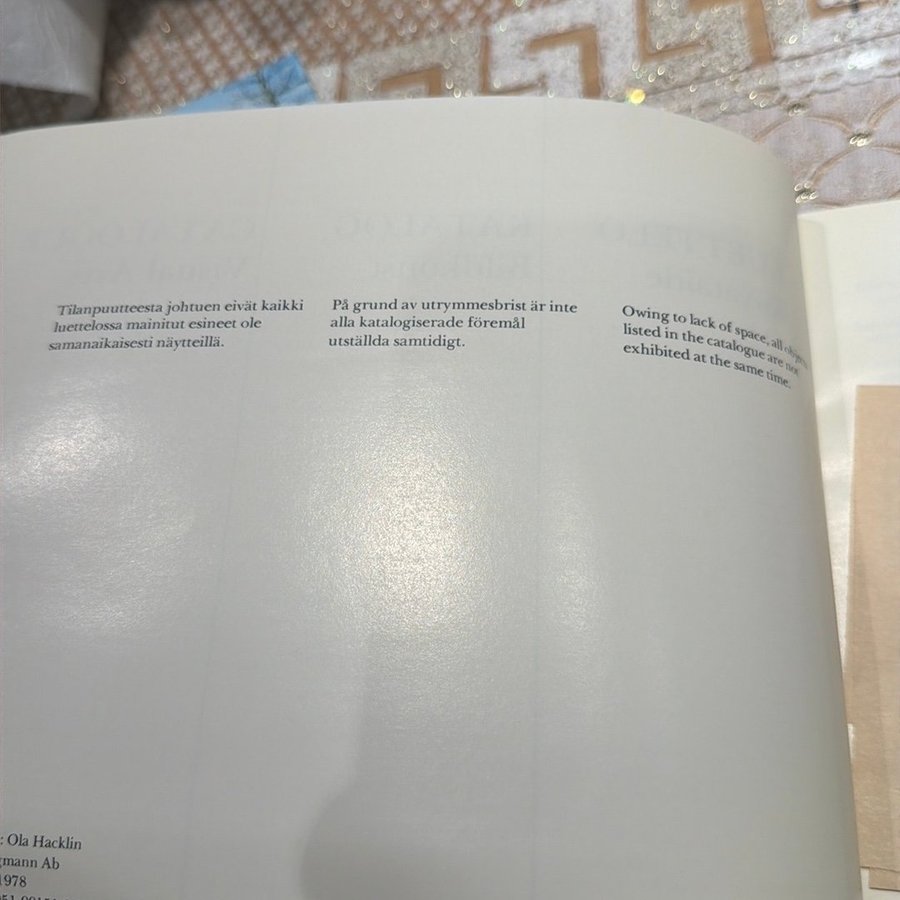 Tilanpuutteesta johtuen eivät kaikki
luettelossa mainitut esineet ole
samanaikaisesti näytteillä.
På grund av utrymmesbrist är inte
alla katalogiserade föremål
utställda samtidigt.
Owing to lack of space, all objects
listed in the catalogue are not
exhibited at the same time.
: Ola Hacklin
gmann Ab
1978